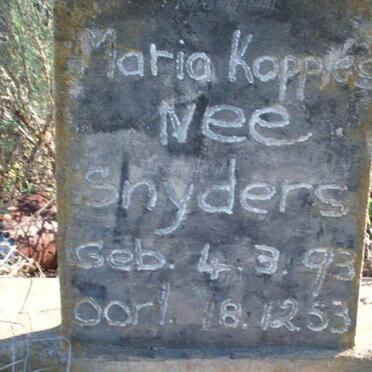 Maria Kopples
Nee
Snyders
Geb. 4.3.93
oorl. 18.12.53